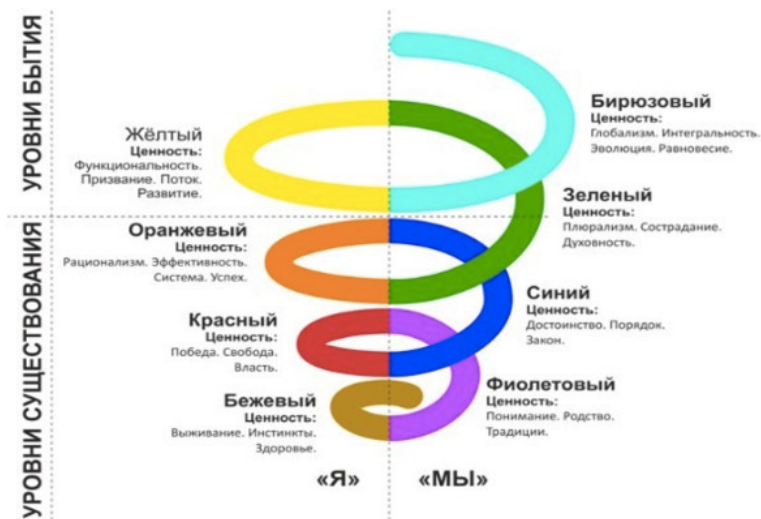 УРОВНИ БЫТИЯ
УРОВНИ СУЩЕСТВОВАНИЯ
Бирюзовый
Ценность:
Глобализм. Интегральность.
Эволюция. Равновесие.
Жёлтый
Ценность:
Функциональность.
Призвание. Поток.
Развитие.
Зеленый
Ценность:
Плюрализм. Сострадание.
Духовность.
Оранжевый
Ценность:
Рационализм. Эффективность.
Система. Успех.
Синий
Ценность:
Достоинство. Порядок.
Закон.
Красный
Ценность:
Победа. Свобода.
Власть.
Фиолетовый
Ценность:
Понимание. Родство.
Традиции.
Бежевый
Ценность:
Выживание. Инстинкты.
Здоровье.
«Я»
«МЫ»